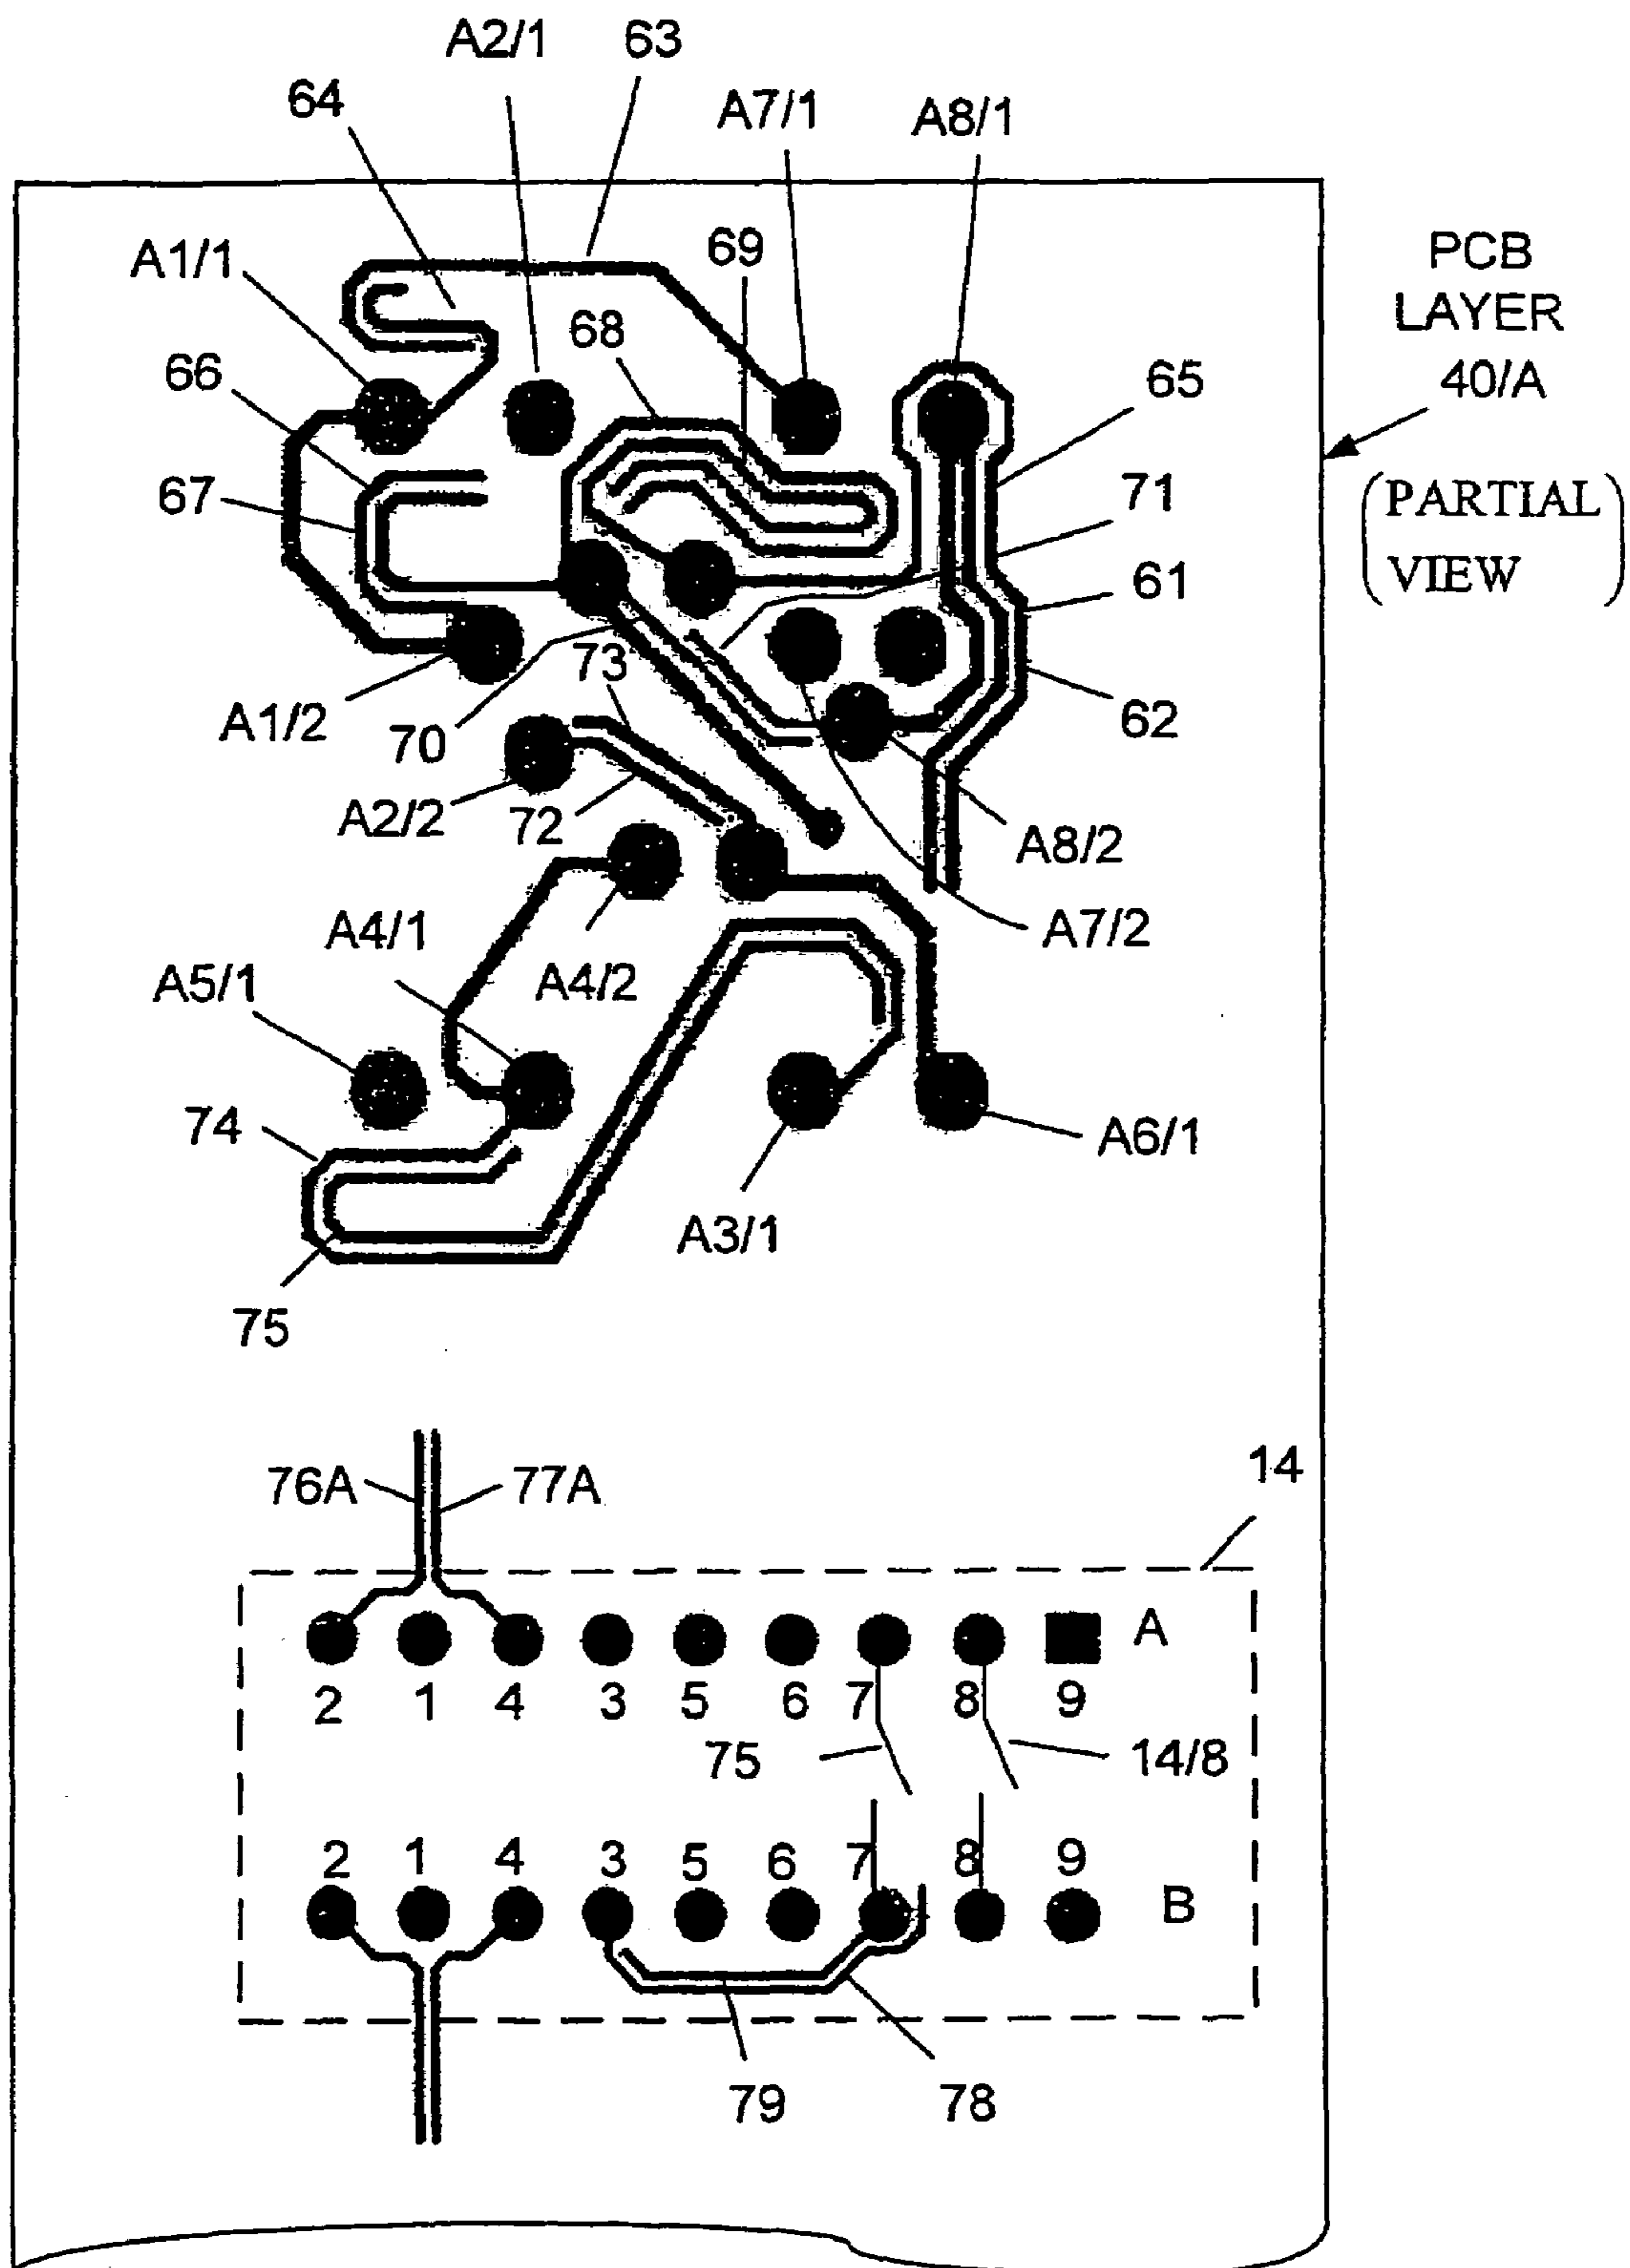 A2/1 63
64
A7/1 A8/1
A1/1 69
PCB
LAYER
40/A
(PARTIAL
VIEW)
68
66
65
67
71
61
73
A1/2 70 62
A2/2 72 A8/2
A4/1 A7/2
A5/1 A4/2
74 A6/1
A3/1
75
14
76A 77A
A
2 1 4 3 5 6 7 8 9
75 14/8
2 1 4 3 5 6 7 8 9
B
79 78